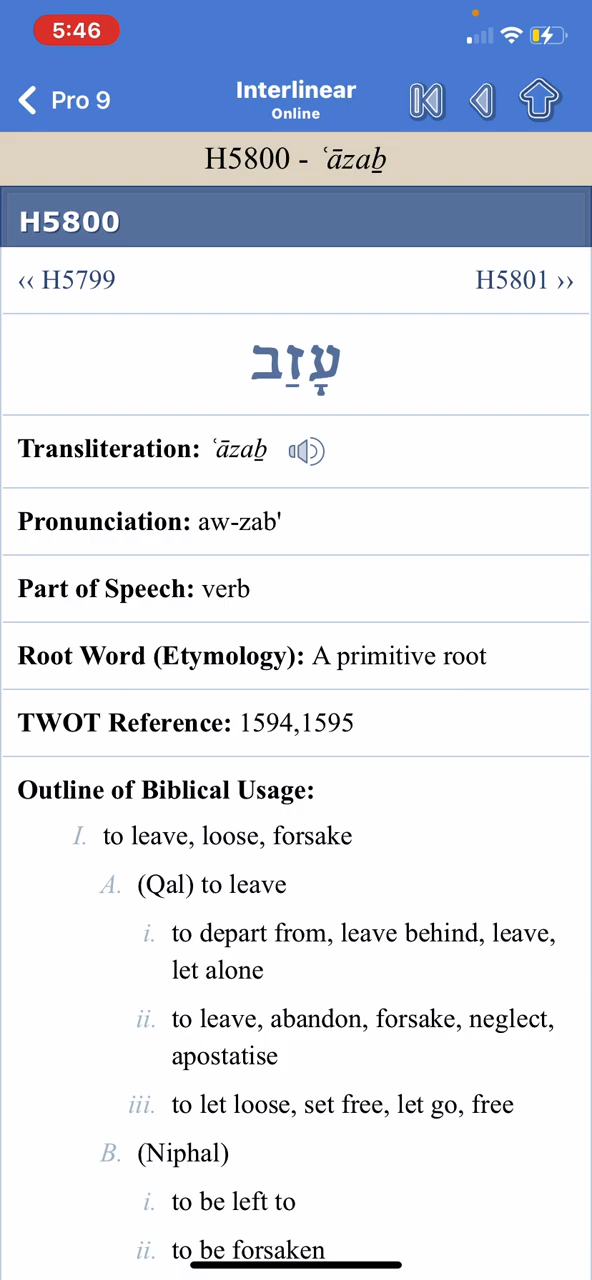 5:46
Pro 9
Interlinear
Online
H5800 - ʿāzaḇ
H5800
‹‹ H5799
H5801 ››
עָזַב
Transliteration: ʿāzaḇ
Pronunciation: aw-zab'
Part of Speech: verb
Root Word (Etymology): A primitive root
TWOT Reference: 1594,1595
Outline of Biblical Usage:
I. to leave, loose, forsake
A. (Qal) to leave
i. to depart from, leave behind, leave,
let alone
ii. to leave, abandon, forsake, neglect,
apostatise
iii. to let loose, set free, let go, free
B. (Niphal)
i. to be left to
ii. to be forsaken